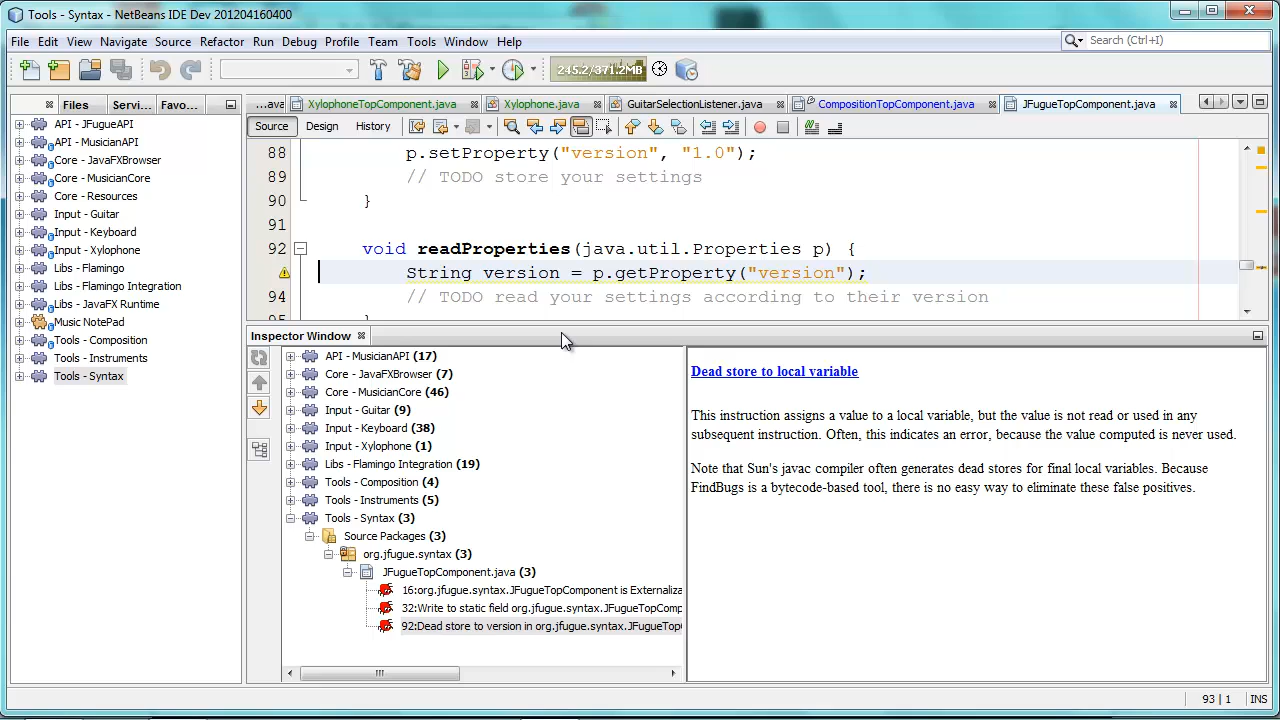 Tools - Syntax - NetBeans IDE Dev 201204160400
File Edit View Navigate Source Refactor Run Debug Profile Team Tools Window Help
Search (Ctrl+I)
245.2/371.2MB
Files Servi... Favo...
...ava XylophoneTopComponent.java Xylophone.java GuitarSelectionListener.java CompositionTopComponent.java JFugueTopComponent.java
Source Design History
API - JFugueAPI
API - MusicianAPI
Core - JavaFXBrowser
Core - MusicianCore
Core - Resources
Input - Guitar
Input - Keyboard
Input - Xylophone
Libs - Flamingo
Libs - Flamingo Integration
Libs - JavaFX Runtime
Music NotePad
Tools - Composition
Tools - Instruments
Tools - Syntax
88 p.setProperty("version", "1.0");
89 // TODO store your settings
90 }
91
92 void readProperties(java.util.Properties p) {
String version = p.getProperty("version");
94 // TODO read your settings according to their version
95 }
Inspector Window
API - MusicianAPI (17)
Core - JavaFXBrowser (7)
Core - MusicianCore (46)
Input - Guitar (9)
Input - Keyboard (38)
Input - Xylophone (1)
Libs - Flamingo Integration (19)
Tools - Composition (4)
Tools - Instruments (5)
Tools - Syntax (3)
Source Packages (3)
org.jfugue.syntax (3)
JFugueTopComponent.java (3)
16:org.jfugue.syntax.JFugueTopComponent is Externaliza
32:Write to static field org.jfugue.syntax.JFugueTopComp
92:Dead store to version in org.jfugue.syntax.JFugueTop
Dead store to local variable
This instruction assigns a value to a local variable, but the value is not read or used in any
subsequent instruction. Often, this indicates an error, because the value computed is never used.
Note that Sun's javac compiler often generates dead stores for final local variables. Because
FindBugs is a bytecode-based tool, there is no easy way to eliminate these false positives.
93 | 1 INS